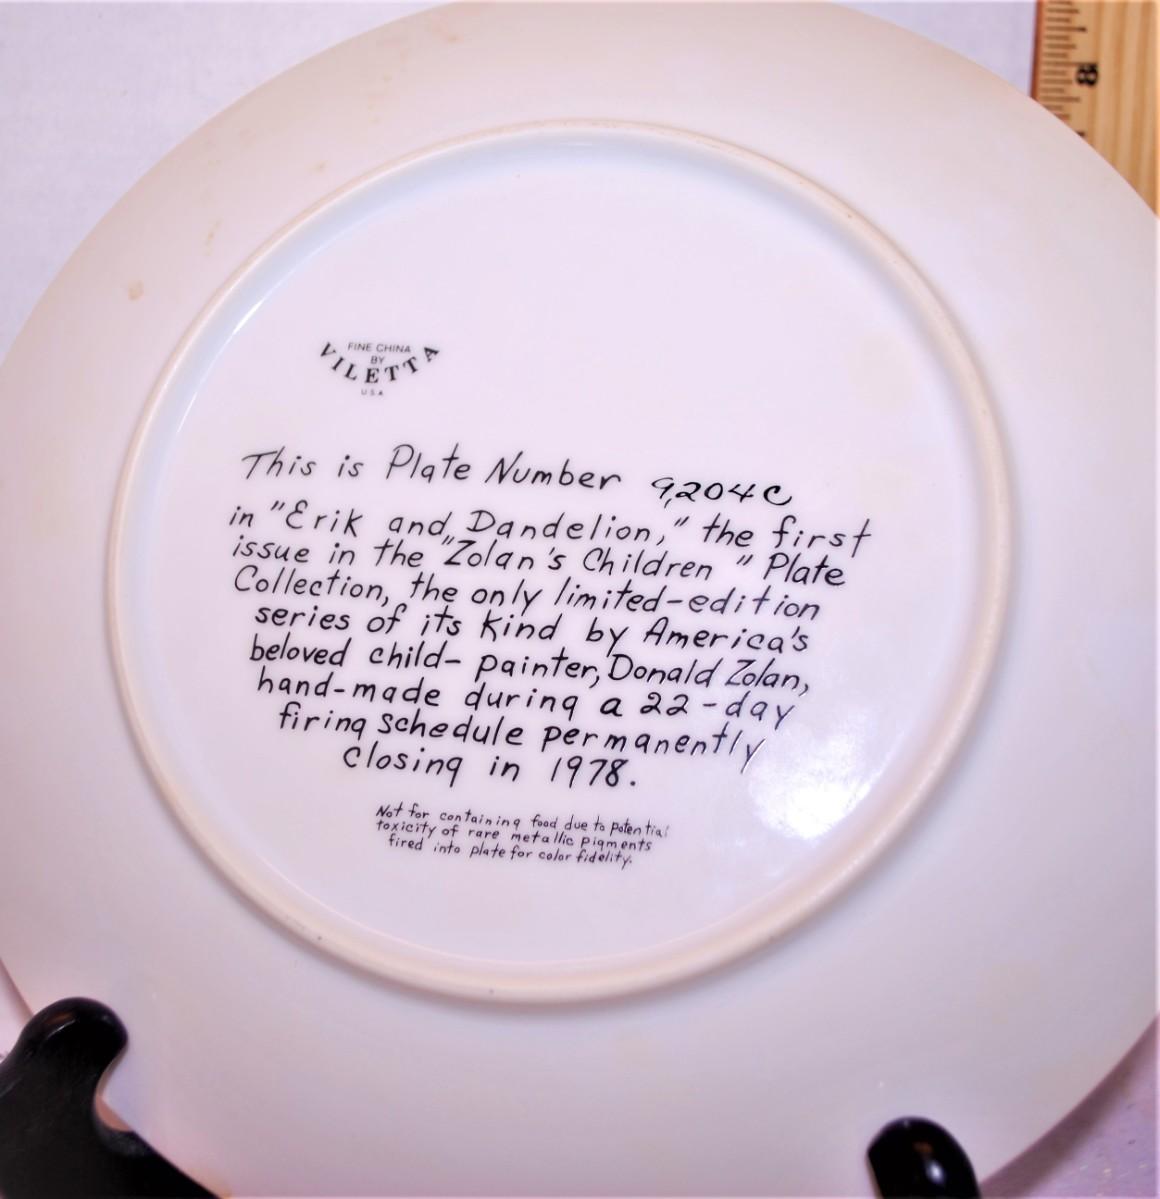 8
FINE CHINA
BY
VILETTA
USA
This is Plate Number 9204C
in "Erik and Dandelion," the first
issue in the "Zolan's Children" Plate
Collection, the only limited-edition
series of its kind by America's
beloved child-painter, Donald Zolan,
hand-made during a 22-day
firing schedule permanently
closing in 1978.
Not for containing food due to potential
toxicity of rare metallic pigments
fired into plate for color fidelity.